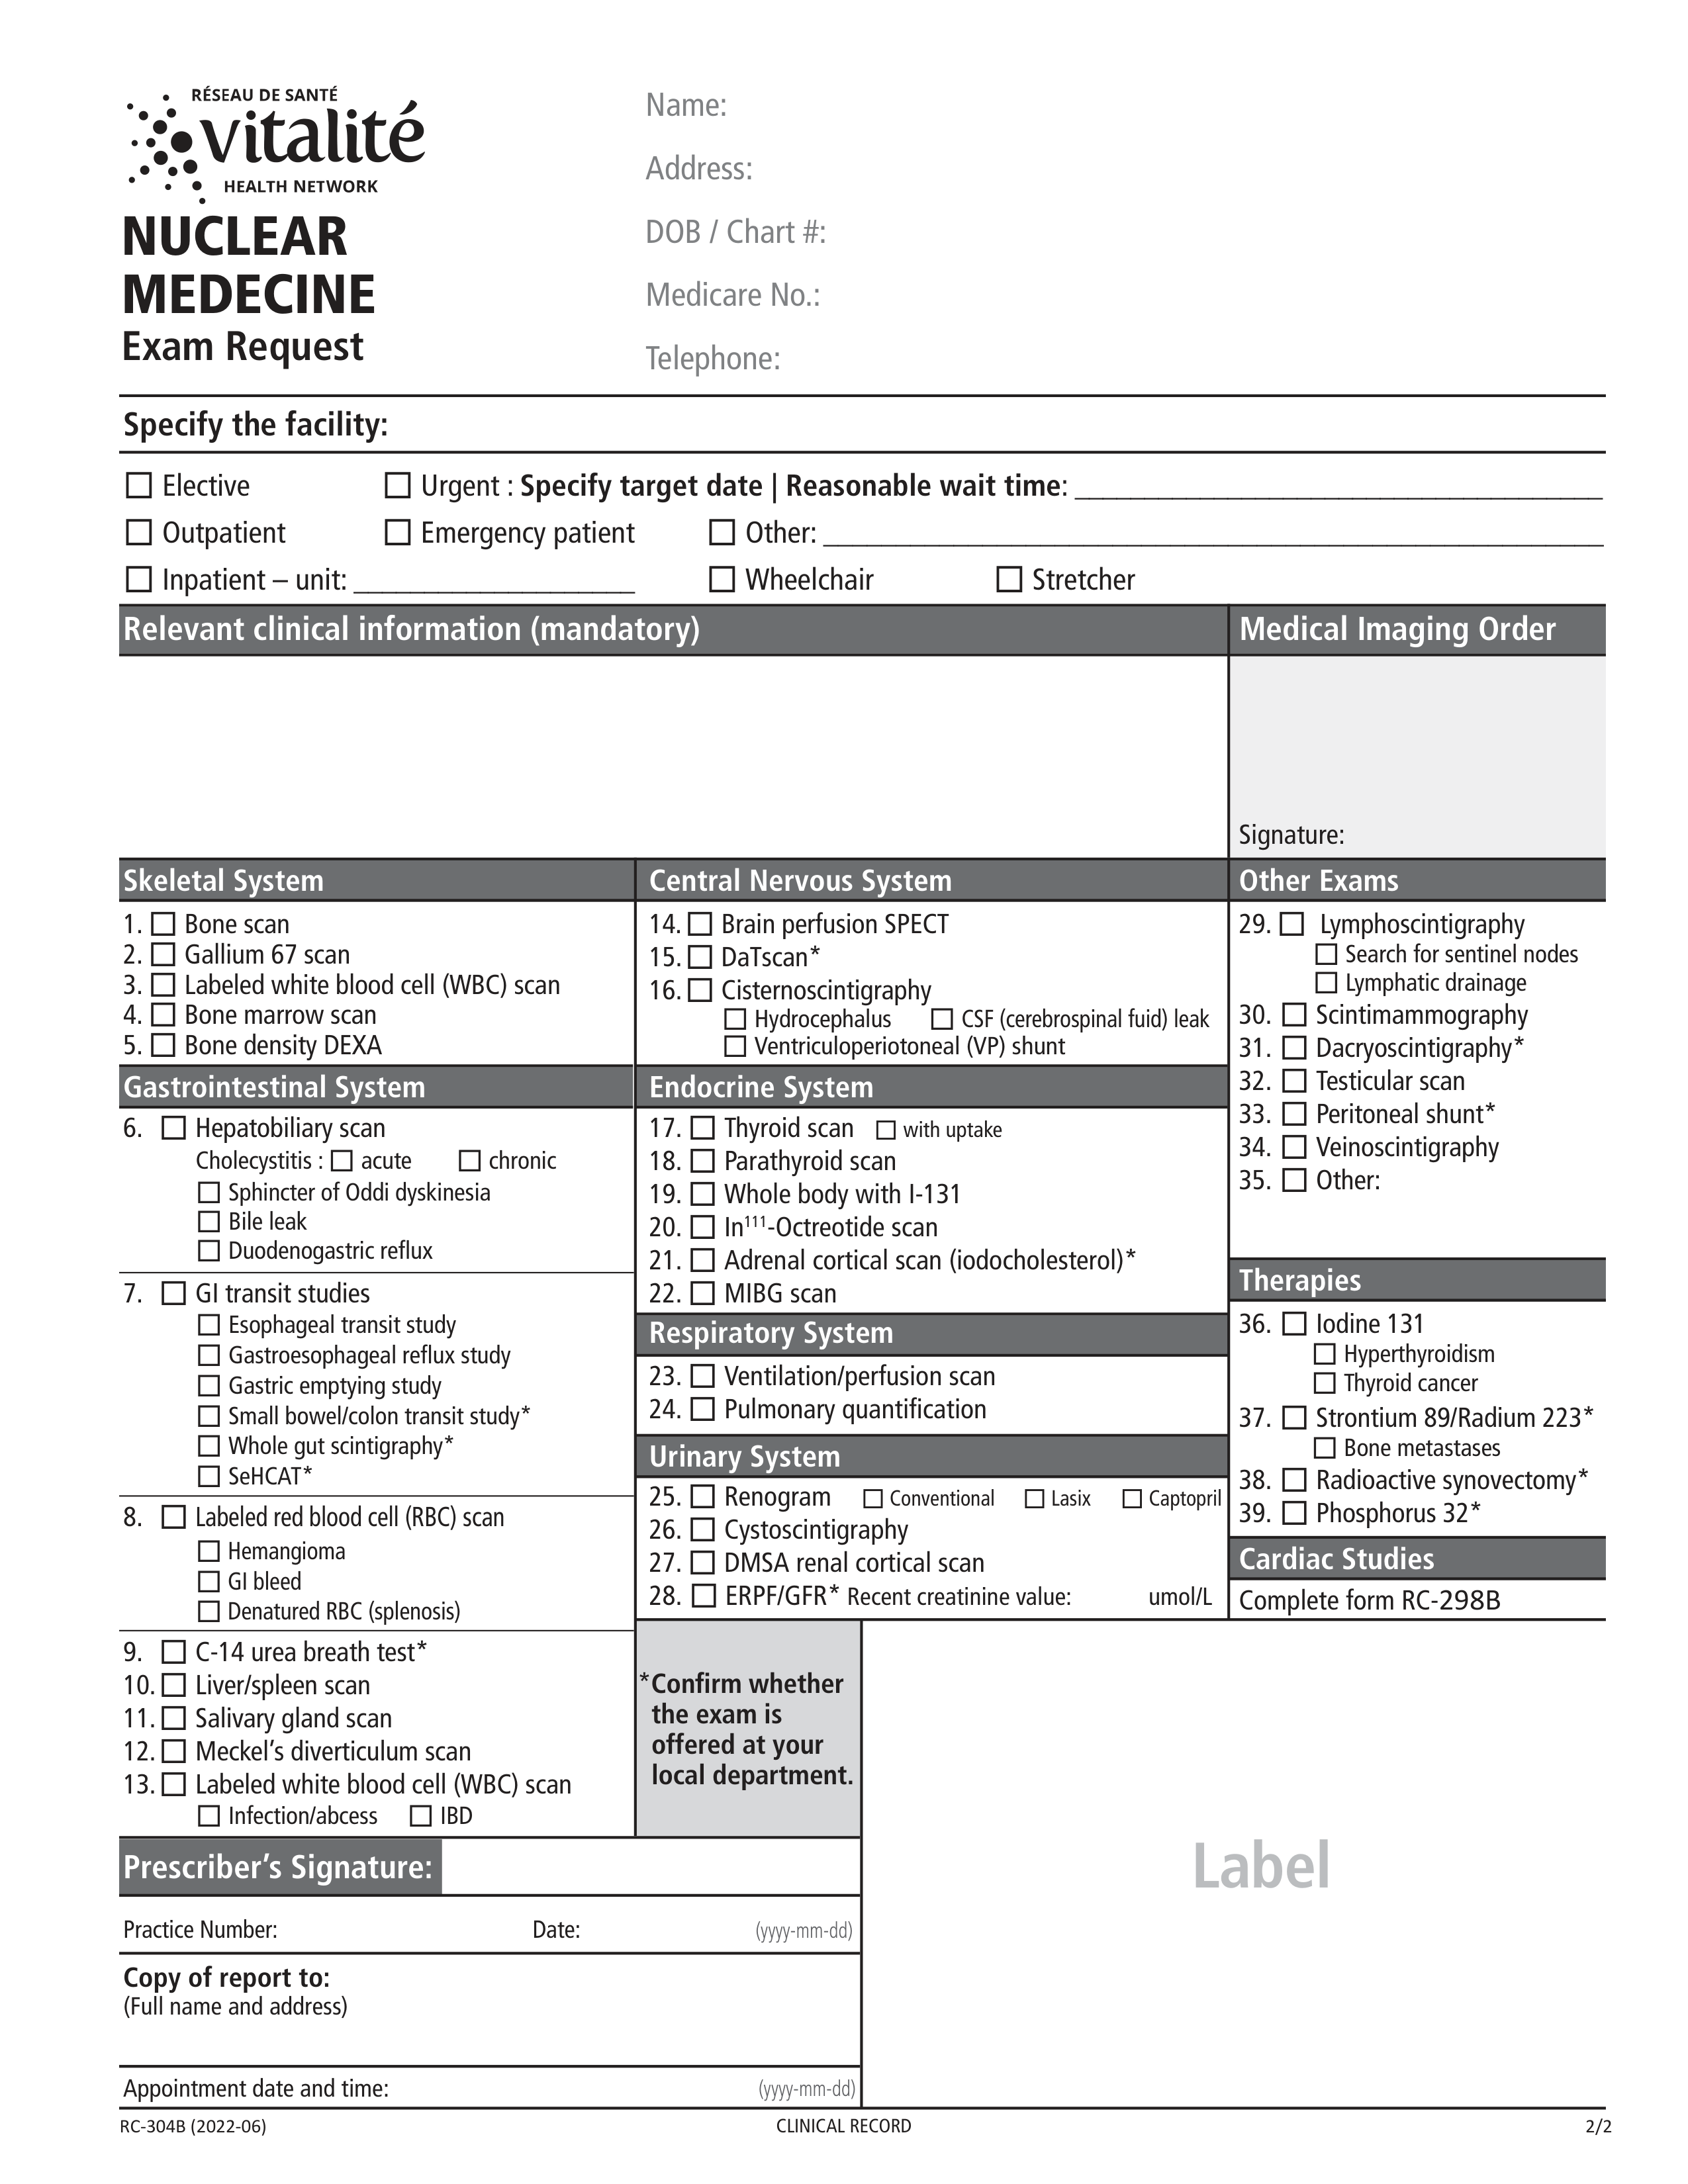 RÉSEAU DE SANTÉ
vitalité
HEALTH NETWORK
NUCLEAR
MEDECINE
Exam Request
Name:
Address:
DOB / Chart #:
Medicare No.:
Telephone:
Specify the facility:
Elective Urgent : Specify target date | Reasonable wait time:
Outpatient Emergency patient Other:
Inpatient – unit: Wheelchair Stretcher
Relevant clinical information (mandatory)
Medical Imaging Order
Signature:
Skeletal System
1. Bone scan
2. Gallium 67 scan
3. Labeled white blood cell (WBC) scan
4. Bone marrow scan
5. Bone density DEXA
Gastrointestinal System
6. Hepatobiliary scan
Cholecystitis : acute chronic
Sphincter of Oddi dyskinesia
Bile leak
Duodenogastric reflux
7. GI transit studies
Esophageal transit study
Gastroesophageal reflux study
Gastric emptying study
Small bowel/colon transit study*
Whole gut scintigraphy*
SeHCAT*
8. Labeled red blood cell (RBC) scan
Hemangioma
GI bleed
Denatured RBC (splenosis)
9. C-14 urea breath test*
10. Liver/spleen scan
11. Salivary gland scan
12. Meckel’s diverticulum scan
13. Labeled white blood cell (WBC) scan
Infection/abcess IBD
Central Nervous System
14. Brain perfusion SPECT
15. DaTscan*
16. Cisternoscintigraphy
Hydrocephalus CSF (cerebrospinal fuid) leak
Ventriculoperiotoneal (VP) shunt
Endocrine System
17. Thyroid scan with uptake
18. Parathyroid scan
19. Whole body with I-131
20. In¹¹¹-Octreotide scan
21. Adrenal cortical scan (iodocholesterol)*
22. MIBG scan
Respiratory System
23. Ventilation/perfusion scan
24. Pulmonary quantification
Urinary System
25. Renogram Conventional Lasix Captopril
26. Cystoscintigraphy
27. DMSA renal cortical scan
28. ERPF/GFR* Recent creatinine value: umol/L
*Confirm whether
the exam is
offered at your
local department.
Other Exams
29. Lymphoscintigraphy
Search for sentinel nodes
Lymphatic drainage
30. Scintimammography
31. Dacryoscintigraphy*
32. Testicular scan
33. Peritoneal shunt*
34. Veinoscintigraphy
35. Other:
Therapies
36. Iodine 131
Hyperthyroidism
Thyroid cancer
37. Strontium 89/Radium 223*
Bone metastases
38. Radioactive synovectomy*
39. Phosphorus 32*
Cardiac Studies
Complete form RC-298B
Label
Prescriber’s Signature:
Practice Number: Date: (yyyy-mm-dd)
Copy of report to:
(Full name and address)
Appointment date and time: (yyyy-mm-dd)
RC-304B (2022-06) CLINICAL RECORD 2/2